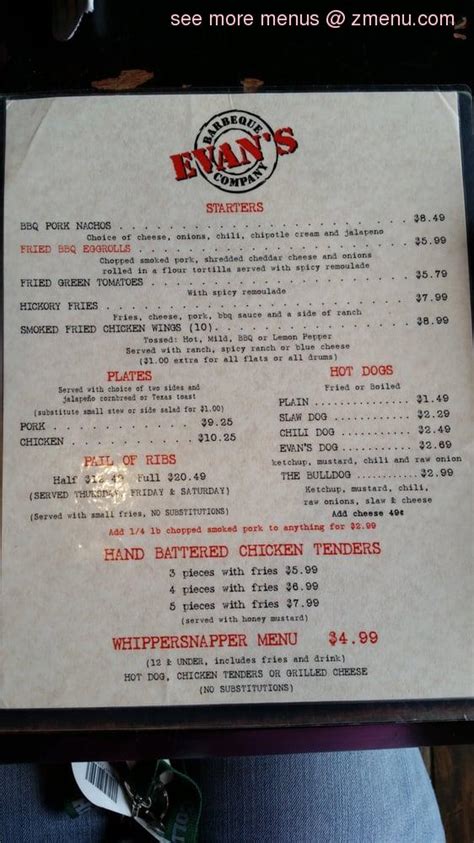 see more menus @ zmenu.com
BARBEQUE
EVAN'S
COMPANY
STARTERS
BBQ PORK NACHOS . . . . . . . . . . . . . . . . . . . . . . . . $8.49
Choice of cheese, onions, chili, chipotle cream and jalapeno
FRIED BBQ EGGROLLS . . . . . . . . . . . . . . . . . . . . . . $5.99
Chopped smoked pork, shredded cheddar cheese and onions
rolled in a flour tortilla served with spicy remoulade
FRIED GREEN TOMATOES . . . . . . . . . . . . . . . . . . . . . $5.79
With spicy remoulade
HICKORY FRIES . . . . . . . . . . . . . . . . . . . . . . . . . $7.99
Fries, cheese, pork, bbq sauce and a side of ranch
SMOKED FRIED CHICKEN WINGS (10) . . . . . . . . . . . . . . . $8.99
Tossed: Hot, Mild, BBQ or Lemon Pepper
Served with ranch, spicy ranch or blue cheese
($1.00 extra for all flats or all drums)
PLATES
Served with choice of two sides and
jalapeño cornbread or Texas toast
(substitute small stew or side salad for $1.00)
PORK . . . . . . . . . . . . $9.25
CHICKEN . . . . . . . . . . $10.25
PAIL OF RIBS
Half $12.49 Full $20.49
(SERVED THURSDAY, FRIDAY & SATURDAY)
(Served with small fries, NO SUBSTITUTIONS)
HOT DOGS
Fried or Boiled
PLAIN ................ $1.49
SLAW DOG ............. $2.29
CHILI DOG ............ $2.49
EVAN'S DOG ........... $2.69
ketchup, mustard, chili and raw onion
THE BULLDOG .......... $2.99
Ketchup, mustard, chili,
raw onions, slaw & cheese
Add cheese 49¢
Add 1/4 lb chopped smoked pork to anything for $2.99
HAND BATTERED CHICKEN TENDERS
3 pieces with fries $5.99
4 pieces with fries $6.99
5 pieces with fries $7.99
(served with honey mustard)
WHIPPERSNAPPER MENU $4.99
(12 & UNDER, includes fries and drink)
HOT DOG, CHICKEN TENDERS OR GRILLED CHEESE
(NO SUBSTITUTIONS)